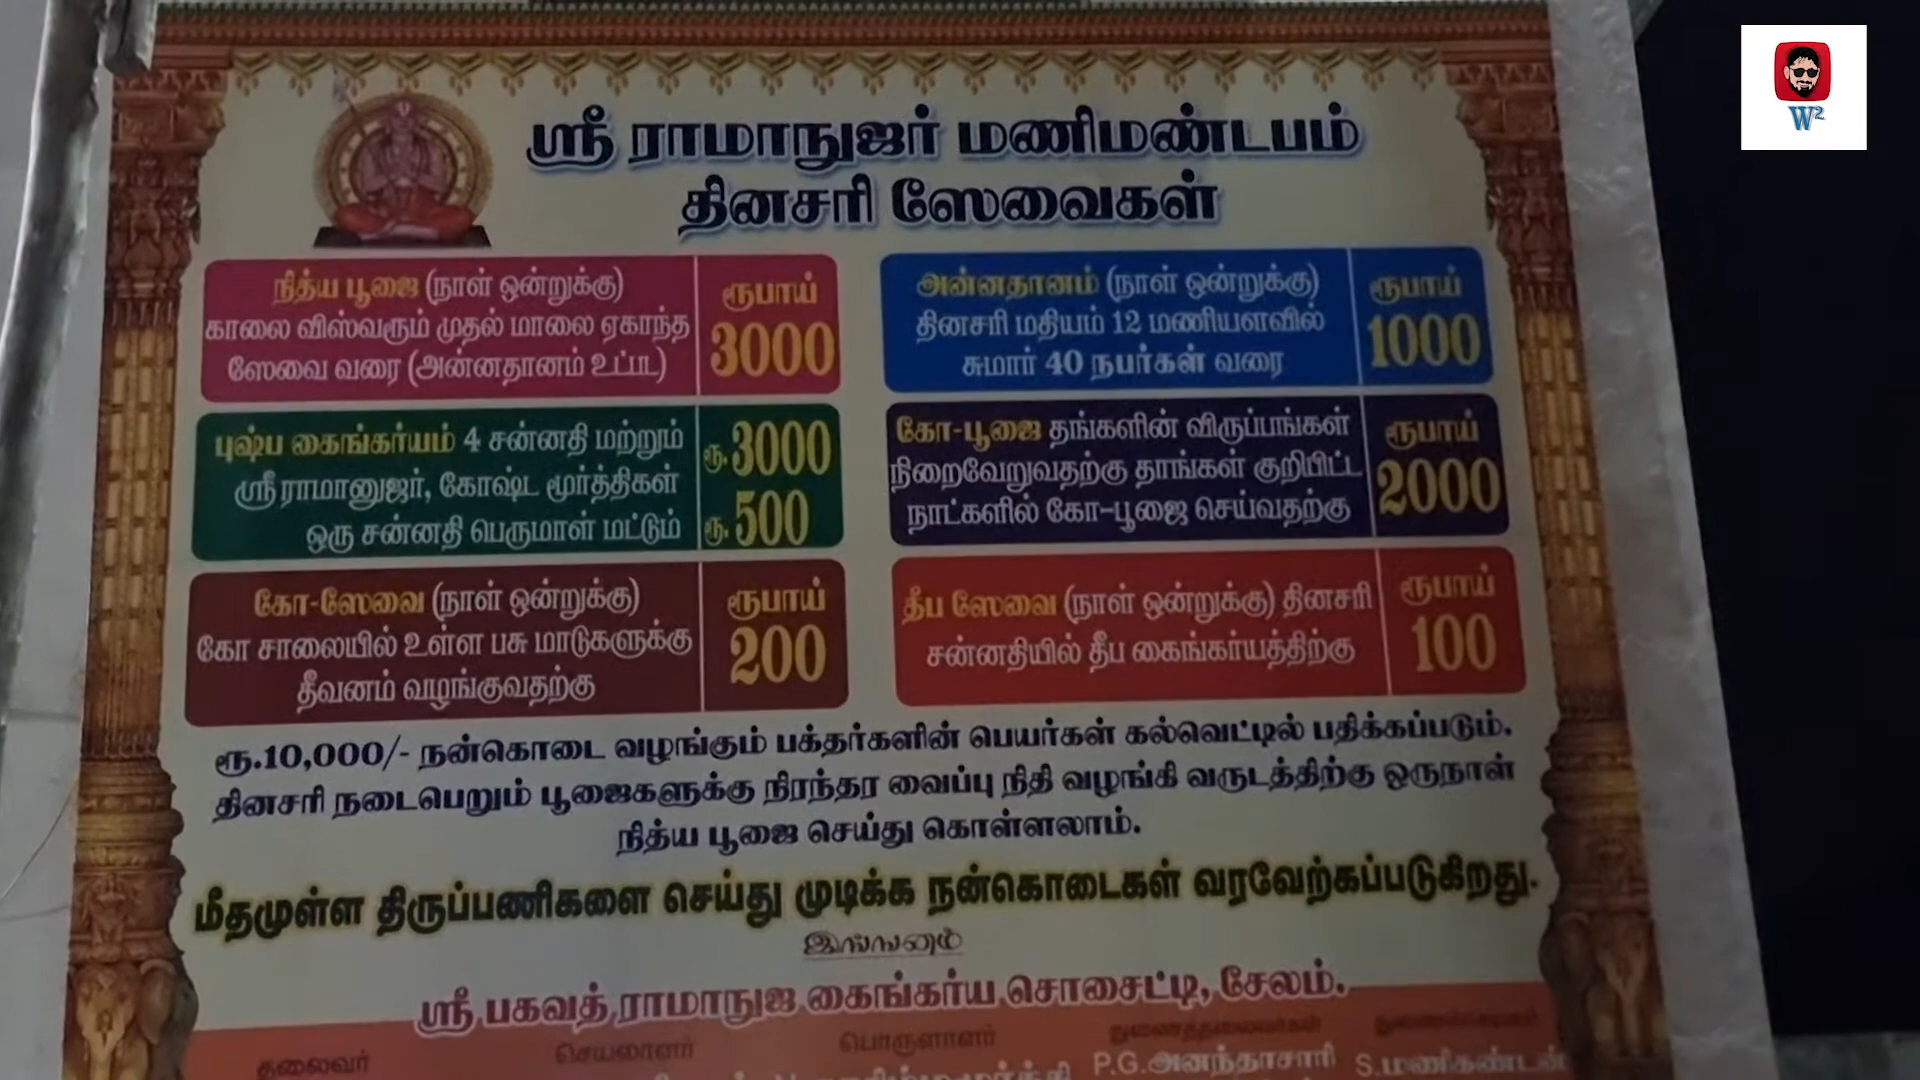 W²
ஸ்ரீ ராமாநுஜர் மணிமண்டபம்
தினசரி ஸேவைகள்
நித்ய பூஜை (நாள் ஒன்றுக்கு)
காலை விஸ்வரூம் முதல் மாலை ஏகாந்த
ஸேவை வரை (அன்னதானம் உட்பட)
ரூபாய்
3000
அன்னதானம் (நாள் ஒன்றுக்கு)
தினசரி மதியம் 12 மணியளவில்
சுமார் 40 நபர்கள் வரை
ரூபாய்
1000
புஷ்ப கைங்கர்யம் 4 சன்னதி மற்றும்
ஸ்ரீ ராமானுஜர், கோஷ்ட மூர்த்திகள்
ஒரு சன்னதி பெருமாள் மட்டும்
ரூ.3000
ரூ.500
கோ-பூஜை தங்களின் விருப்பங்கள்
நிறைவேறுவதற்கு தாங்கள் குறிபிட்ட
நாட்களில் கோ-பூஜை செய்வதற்கு
ரூபாய்
2000
கோ-ஸேவை (நாள் ஒன்றுக்கு)
கோ சாலையில் உள்ள பசு மாடுகளுக்கு
தீவனம் வழங்குவதற்கு
ரூபாய்
200
தீப ஸேவை (நாள் ஒன்றுக்கு) தினசரி
சன்னதியில் தீப கைங்கர்யத்திற்கு
ரூபாய்
100
ரூ.10,000/- நன்கொடை வழங்கும் பக்தர்களின் பெயர்கள் கல்வெட்டில் பதிக்கப்படும்.
தினசரி நடைபெறும் பூஜைகளுக்கு நிரந்தர வைப்பு நிதி வழங்கி வருடத்திற்கு ஒருநாள்
நித்ய பூஜை செய்து கொள்ளலாம்.
மீதமுள்ள திருப்பணிகளை செய்து முடிக்க நன்கொடைகள் வரவேற்கப்படுகிறது.
இங்ஙனம்
ஸ்ரீ பகவத் ராமாநுஜ கைங்கர்ய சொசைட்டி, சேலம்.
தலைவர் செயலாளர் பொருளாளர் துணைத்தலைவர்கள்
P.G.அனந்தாசாரி S.மணிகண்டன்